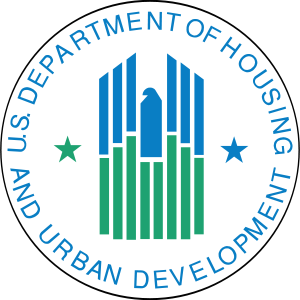 U.S. DEPARTMENT OF HOUSING
AND URBAN DEVELOPMENT